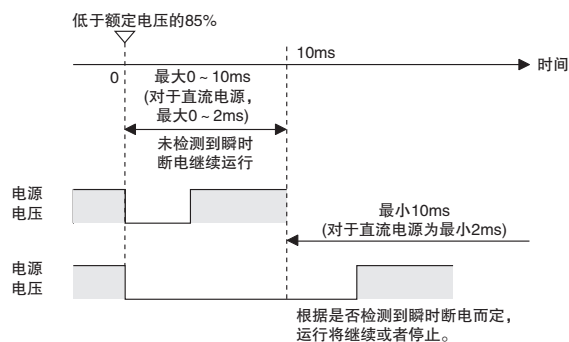 低于额定电压的85%
10ms
时间
0
最大0~10ms
(对于直流电源，
最大0~2ms)
未检测到瞬时
断电继续运行
电源
电压
最小10ms
(对于直流电源为最小2ms)
电源
电压
根据是否检测到瞬时断电而定，
运行将继续或者停止。